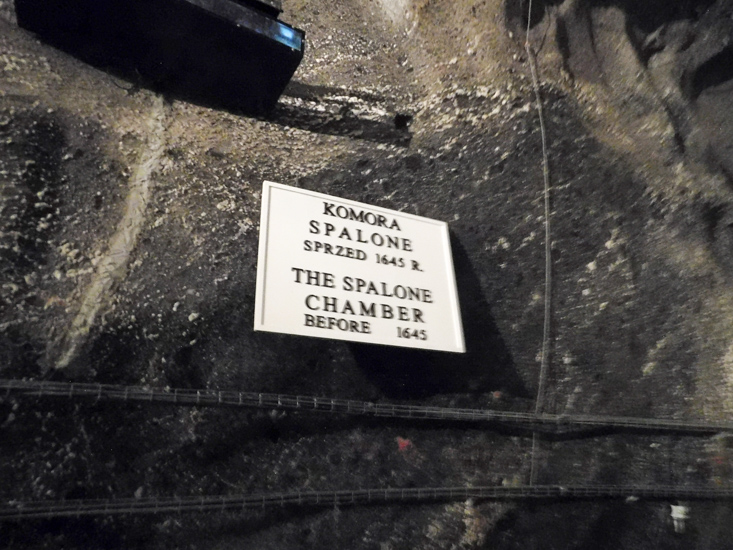 KOMORA
SPALONE
SPRZED 1645 R.
THE SPALONE
CHAMBER
BEFORE 1645